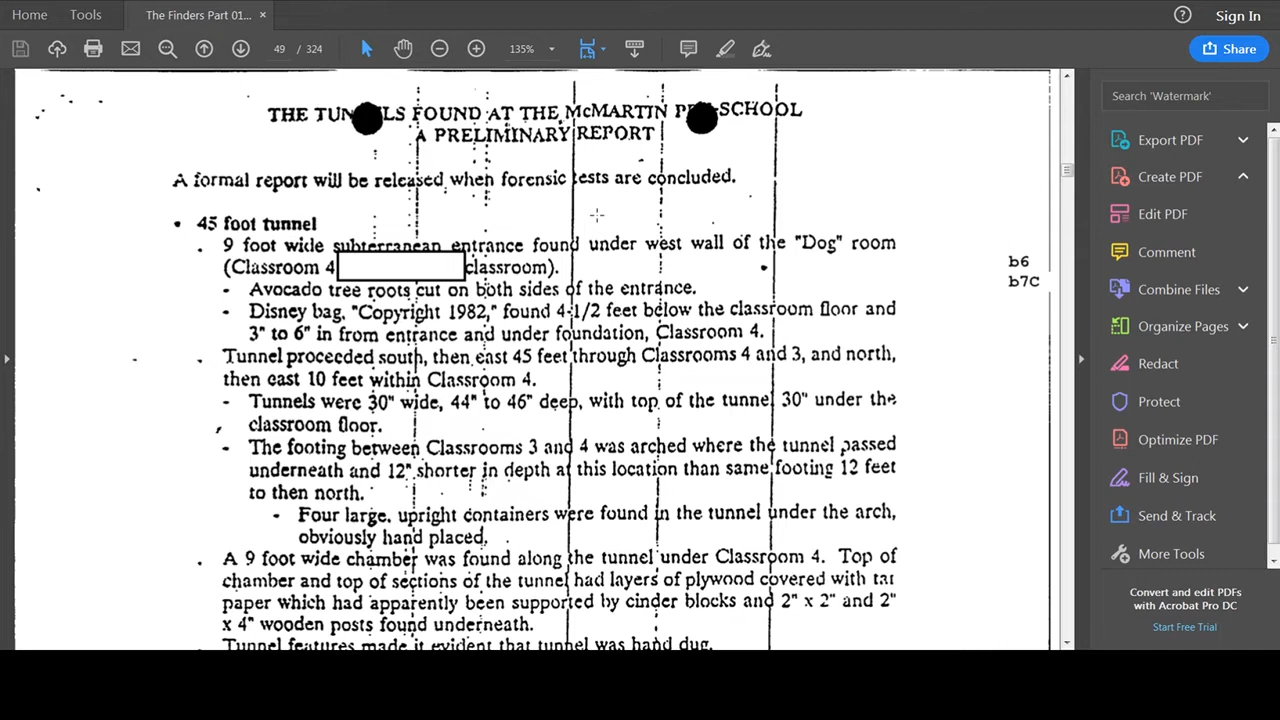 Home
Tools
The Finders Part 01...
×
?
Sign In
49 / 324
135%
Share
THE TUN LS FOUND AT THE McMARTIN P SCHOOL
A PRELIMINARY REPORT
A formal report will be released when forensic tests are concluded.
• 45 foot tunnel
. 9 foot wide subterranean entrance found under west wall of the "Dog" room
(Classroom 4 classroom).
- Avocado tree roots cut on both sides of the entrance.
- Disney bag, "Copyright 1982," found 4-1/2 feet below the classroom floor and
3" to 6" in from entrance and under foundation, Classroom 4.
. Tunnel proceeded south, then east 45 feet through Classrooms 4 and 3, and north,
then east 10 feet within Classroom 4.
- Tunnels were 30" wide, 44" to 46" deep, with top of the tunnel 30" under the
classroom floor.
- The footing between Classrooms 3 and 4 was arched where the tunnel passed
underneath and 12" shorter in depth at this location than same footing 12 feet
to then north.
- Four large, upright containers were found in the tunnel under the arch,
obviously hand placed.
. A 9 foot wide chamber was found along the tunnel under Classroom 4. Top of
chamber and top of sections of the tunnel had layers of plywood covered with tar
paper which had apparently been supported by cinder blocks and 2" x 2" and 2"
x 4" wooden posts found underneath.
Tunnel features made it evident that tunnel was hand dug.
b6
b7C
Search 'Watermark'
Export PDF
Create PDF
Edit PDF
Comment
Combine Files
Organize Pages
Redact
Protect
Optimize PDF
Fill & Sign
Send & Track
More Tools
Convert and edit PDFs
with Acrobat Pro DC
Start Free Trial